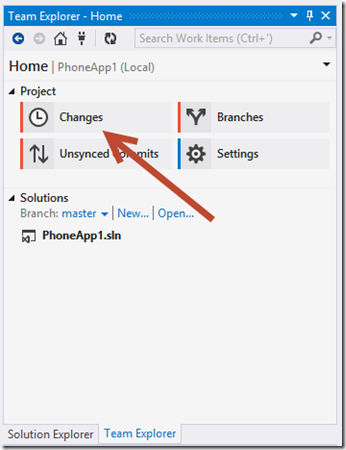 Team Explorer - Home
Search Work Items (Ctrl+')
Home | PhoneApp1 (Local)
Project
Changes
Branches
Unsynced Commits
Settings
Solutions
Branch: master | New... | Open...
PhoneApp1.sln
Solution Explorer Team Explorer